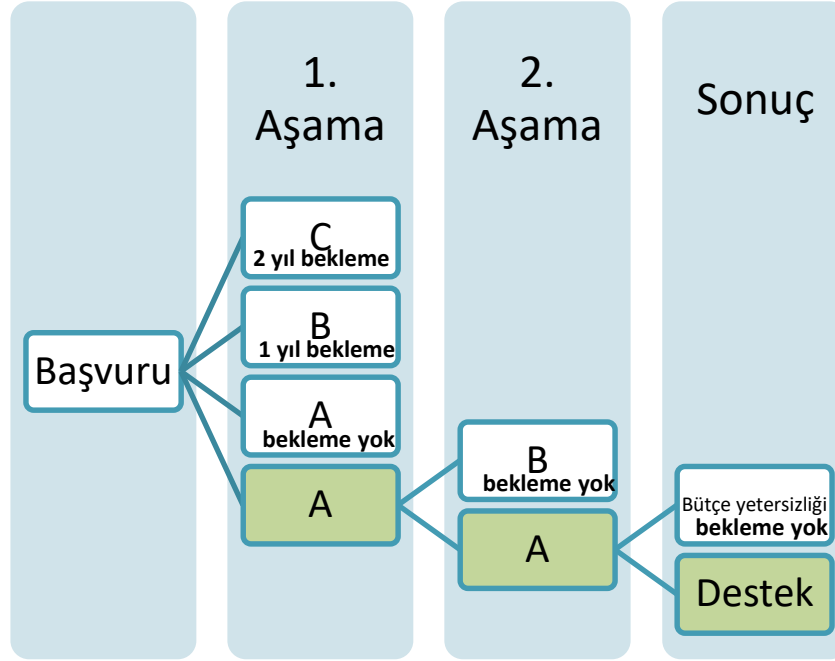 1.
Aşama
2.
Aşama
Sonuç
Başvuru
C
2 yıl bekleme
B
1 yıl bekleme
A
bekleme yok
A
B
bekleme yok
A
Bütçe yetersizliği
bekleme yok
Destek